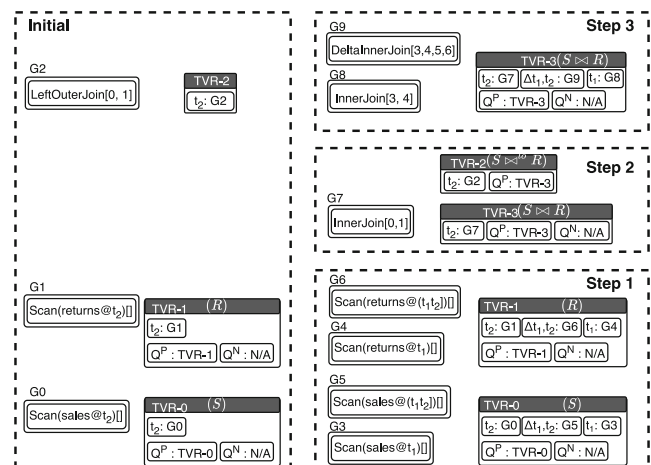 Initial
G2
LeftOuterJoin[0, 1]
TVR-2
t₂: G2
G1
Scan(returns@t₂)[]
TVR-1 (R)
t₂: G1
Qᴾ : TVR-1 Qᴺ : N/A
G0
Scan(sales@t₂)[]
TVR-0 (S)
t₂: G0
Qᴾ : TVR-0 Qᴺ : N/A
Step 3
G9
DeltaInnerJoin[3,4,5,6]
G8
InnerJoin[3, 4]
TVR-3(S ⋈ R)
t₂: G7 Δt₁,t₂: G9 t₁: G8
Qᴾ : TVR-3 Qᴺ : N/A
Step 2
TVR-2(S ⋈ˡᵒ R)
t₂: G2 Qᴾ: TVR-3
G7
InnerJoin[0,1]
TVR-3(S ⋈ R)
t₂: G7 Qᴾ: TVR-3 Qᴺ: N/A
Step 1
G6
Scan(returns@(t₁t₂])[]
G4
Scan(returns@t₁)[]
TVR-1 (R)
t₂: G1 Δt₁,t₂: G6 t₁: G4
Qᴾ : TVR-1 Qᴺ : N/A
G5
Scan(sales@(t₁t₂])[]
G3
Scan(sales@t₁)[]
TVR-0 (S)
t₂: G0 Δt₁,t₂: G5 t₁: G3
Qᴾ : TVR-0 Qᴺ : N/A